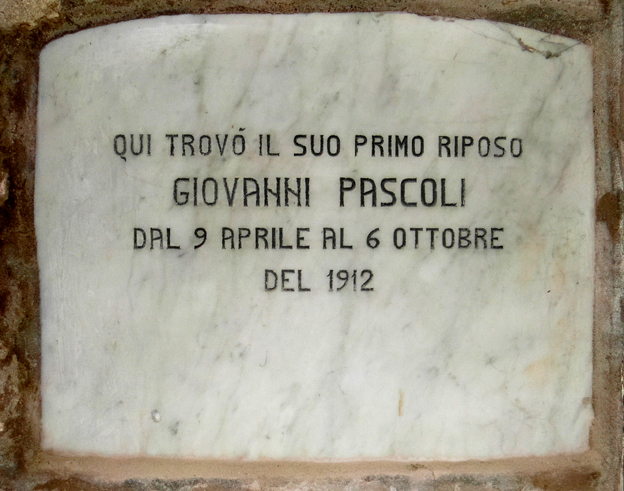 QUI TROVÒ IL SUO PRIMO RIPOSO
GIOVANNI PASCOLI
DAL 9 APRILE AL 6 OTTOBRE
DEL 1912